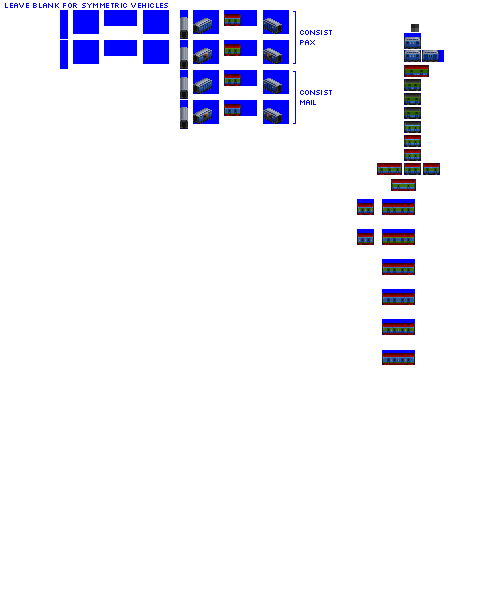 LEAVE BLANK FOR SYMMETRIC VEHICLES
CONSIST
PAX
CONSIST
MAIL